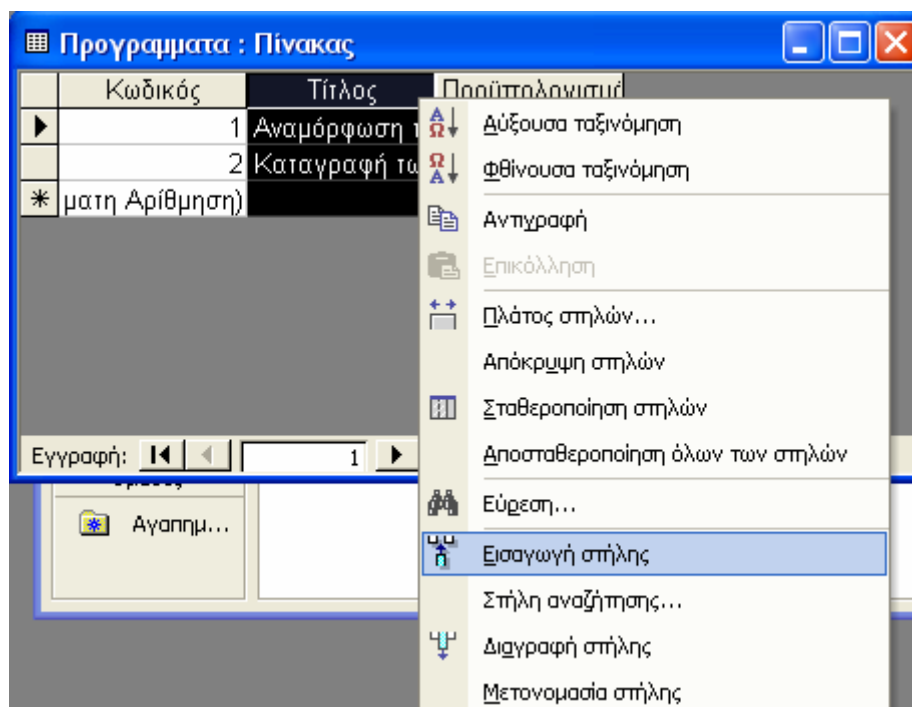 Προγραμματα : Πίνακας
Κωδικός Τίτλος Προϋπολογισμό
1 Αναμόρφωση
2 Καταγραφή τω
ματη Αρίθμηση)
Αύξουσα ταξινόμηση
Φθίνουσα ταξινόμηση
Αντιγραφή
Επικόλληση
Πλάτος στηλών...
Απόκρυψη στηλών
Σταθεροποίηση στηλών
Αποσταθεροποίηση όλων των στηλών
Εύρεση...
Εισαγωγή στήλης
Στήλη αναζήτησης...
Διαγραφή στήλης
Μετονομασία στήλης
Εγγραφή: 1
Αγαπημ...